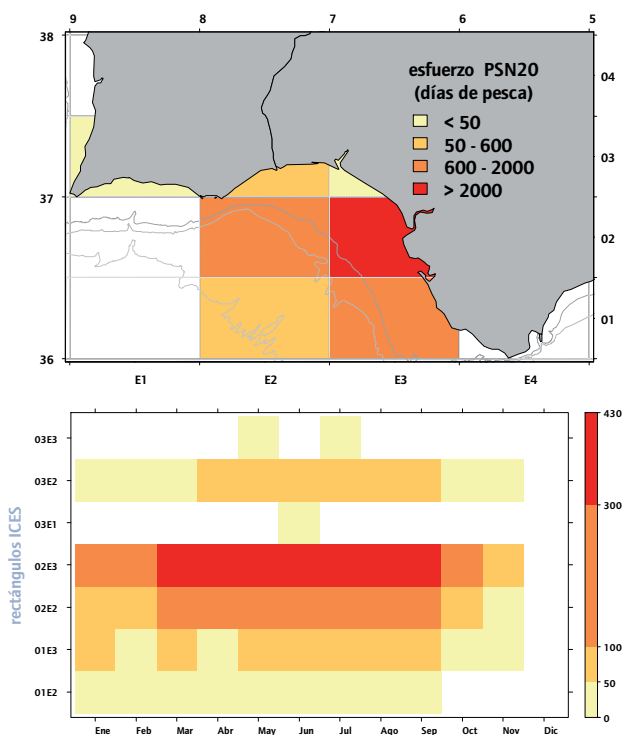 9 8 7 6 5
38
37
36
esfuerzo PSN20
(días de pesca)
< 50
50 - 600
600 - 2000
> 2000
04
03
02
01
E1 E2 E3 E4
rectángulos ICES
03E3
03E2
03E1
02E3
02E2
01E3
01E2
Ene Feb Mar Abr May Jun Jul Ago Sep Oct Nov Dic
430
300
100
50
0